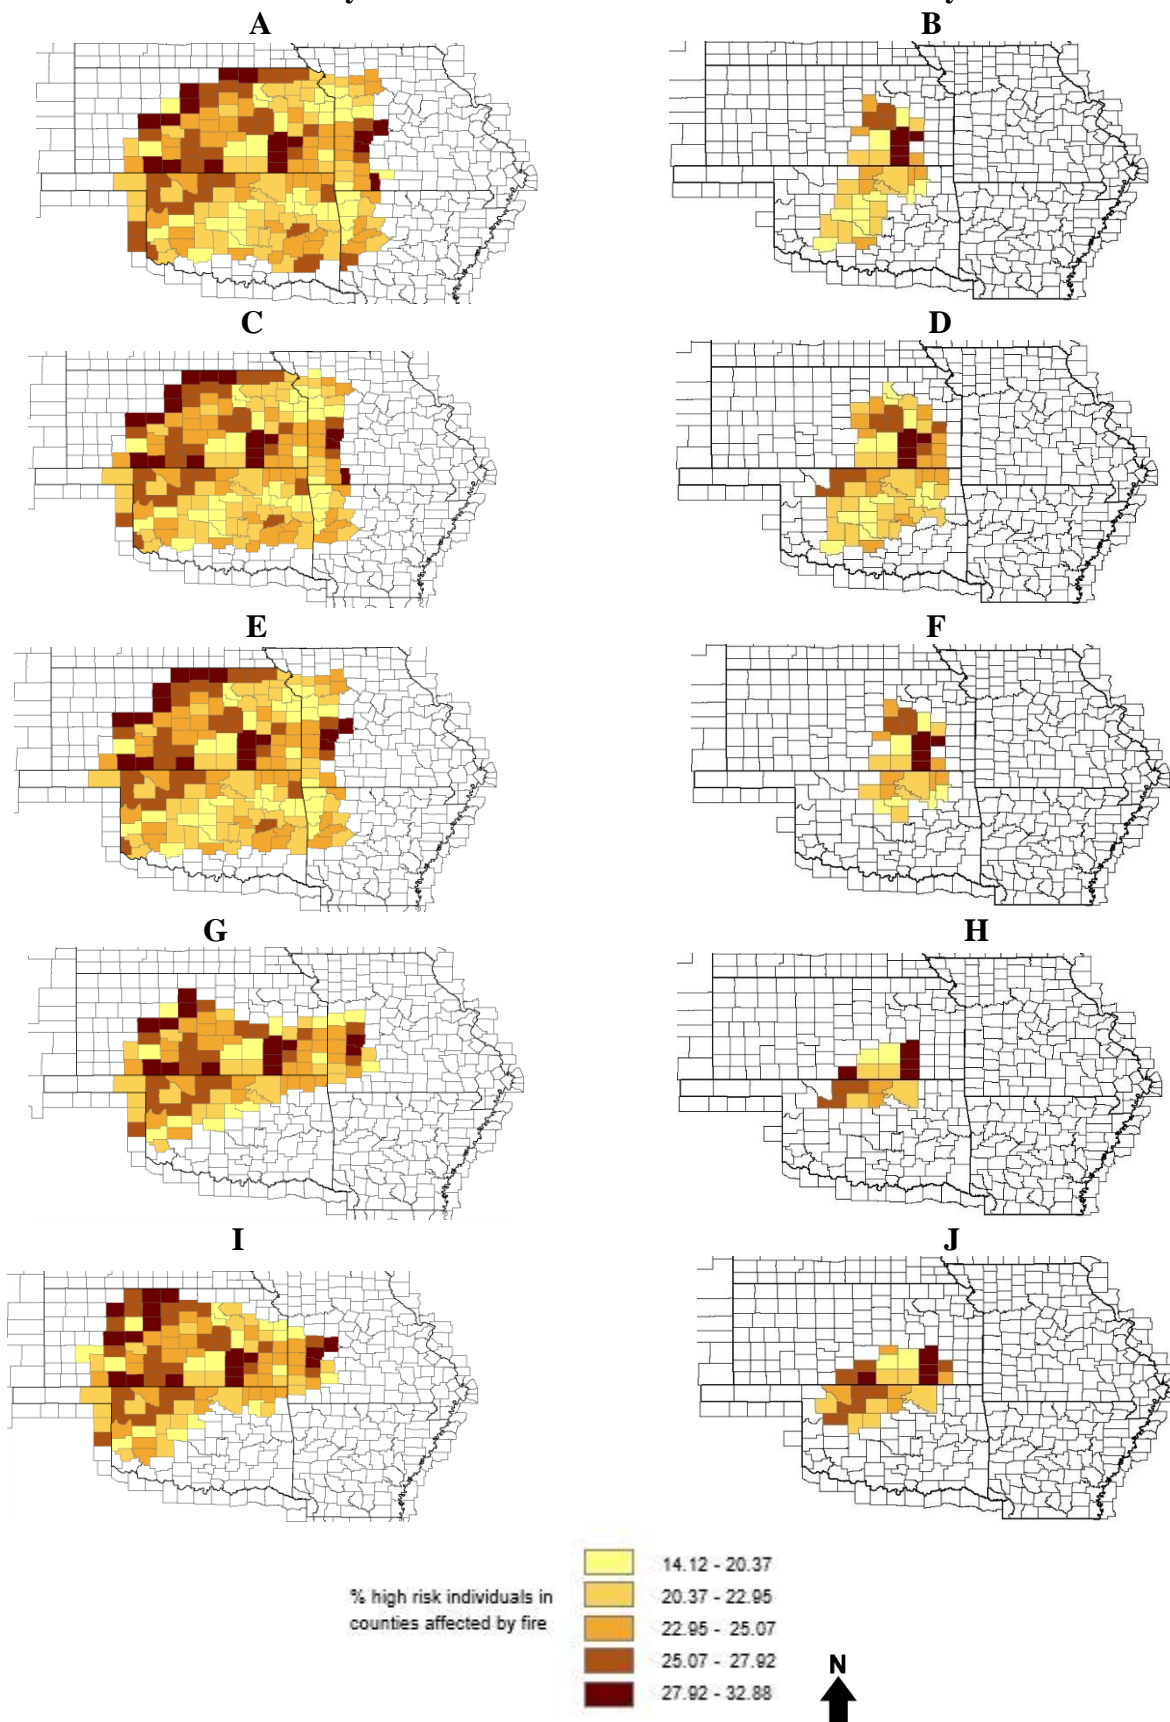 A B
C D
E F
G H
I J
14.12 - 20.37
% high risk individuals in 20.37 - 22.95
counties affected by fire 22.95 - 25.07
25.07 - 27.92
27.92 - 32.88
N